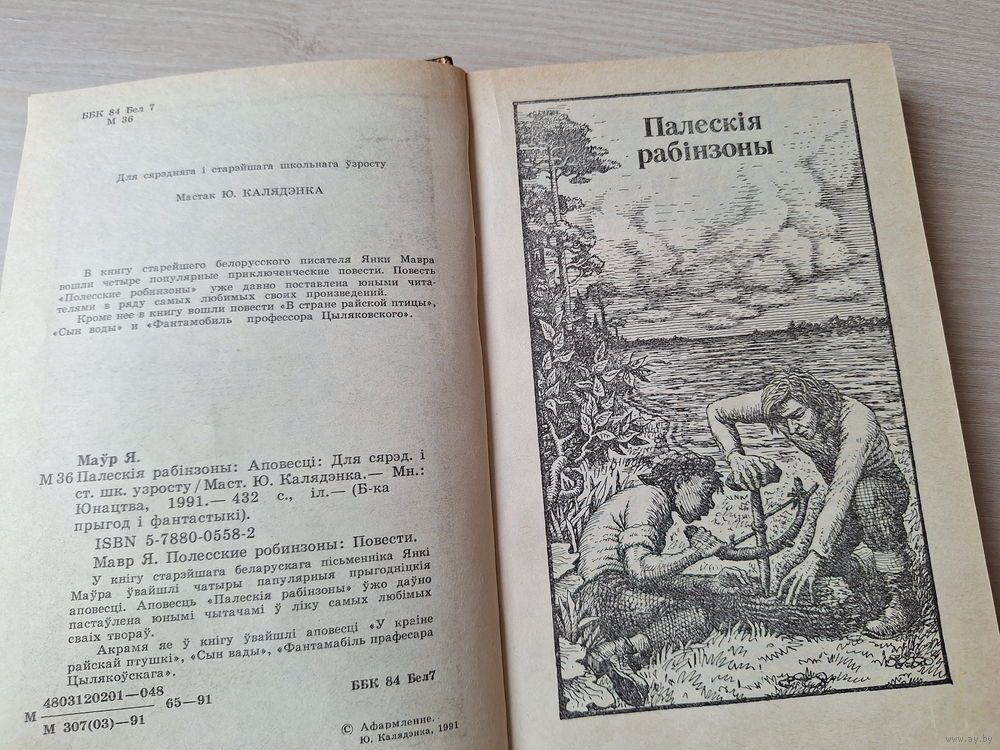 ББК 84 Бел 7
М 36
Для сярэдняга і старэйшага школьнага ўзросту
Мастак Ю. КАЛЯДЭНКА
В книгу старейшего белорусского писателя Янки Мавра
вошли четыре популярные приключенческие повести. Повесть
«Полесские робинзоны» уже давно поставлена юными чита-
телями в ряду самых любимых своих произведений.
Кроме нее в книгу вошли повести «В стране райской птицы»,
«Сын воды» и «Фантамобиль профессора Цыляковского».
Маўр Я.
М 36 Палескія рабінзоны: Аповесці: Для сярэд. і
ст. шк. узросту / Маст. Ю. Калядэнка.— Мн.:
Юнацтва, 1991.— 432 с., іл.— (Б-ка
прыгод і фантастыкі).
ISBN 5-7880-0558-2
Мавр Я. Полесские робинзоны: Повести.
У кнігу старэйшага беларускага пісьменніка Янкі
Маўра ўвайшлі чатыры папулярныя прыгодніцкія
аповесці. Аповесць «Палескія рабінзоны» ўжо даўно
пастаўлена юнымі чытачамі ў ліку самых любімых
сваіх твораў.
Акрамя яе ў кнігу ўвайшлі аповесці «У краіне
райскай птушкі», «Сын вады», «Фантамабіль прафесара
Цылякоўскага».
М 4803120201—048
М 307(03)—91
65—91
ББК 84 Бел7
© Афармленне.
Ю. Калядэнка, 1991
Палескія
рабінзоны
www.ay.by